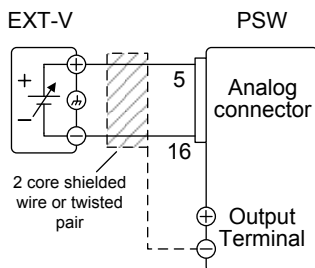 EXT-V
PSW
+
−
+
−
5
16
Analog
connector
2 core shielded
wire or twisted
pair
+
−
Output
Terminal